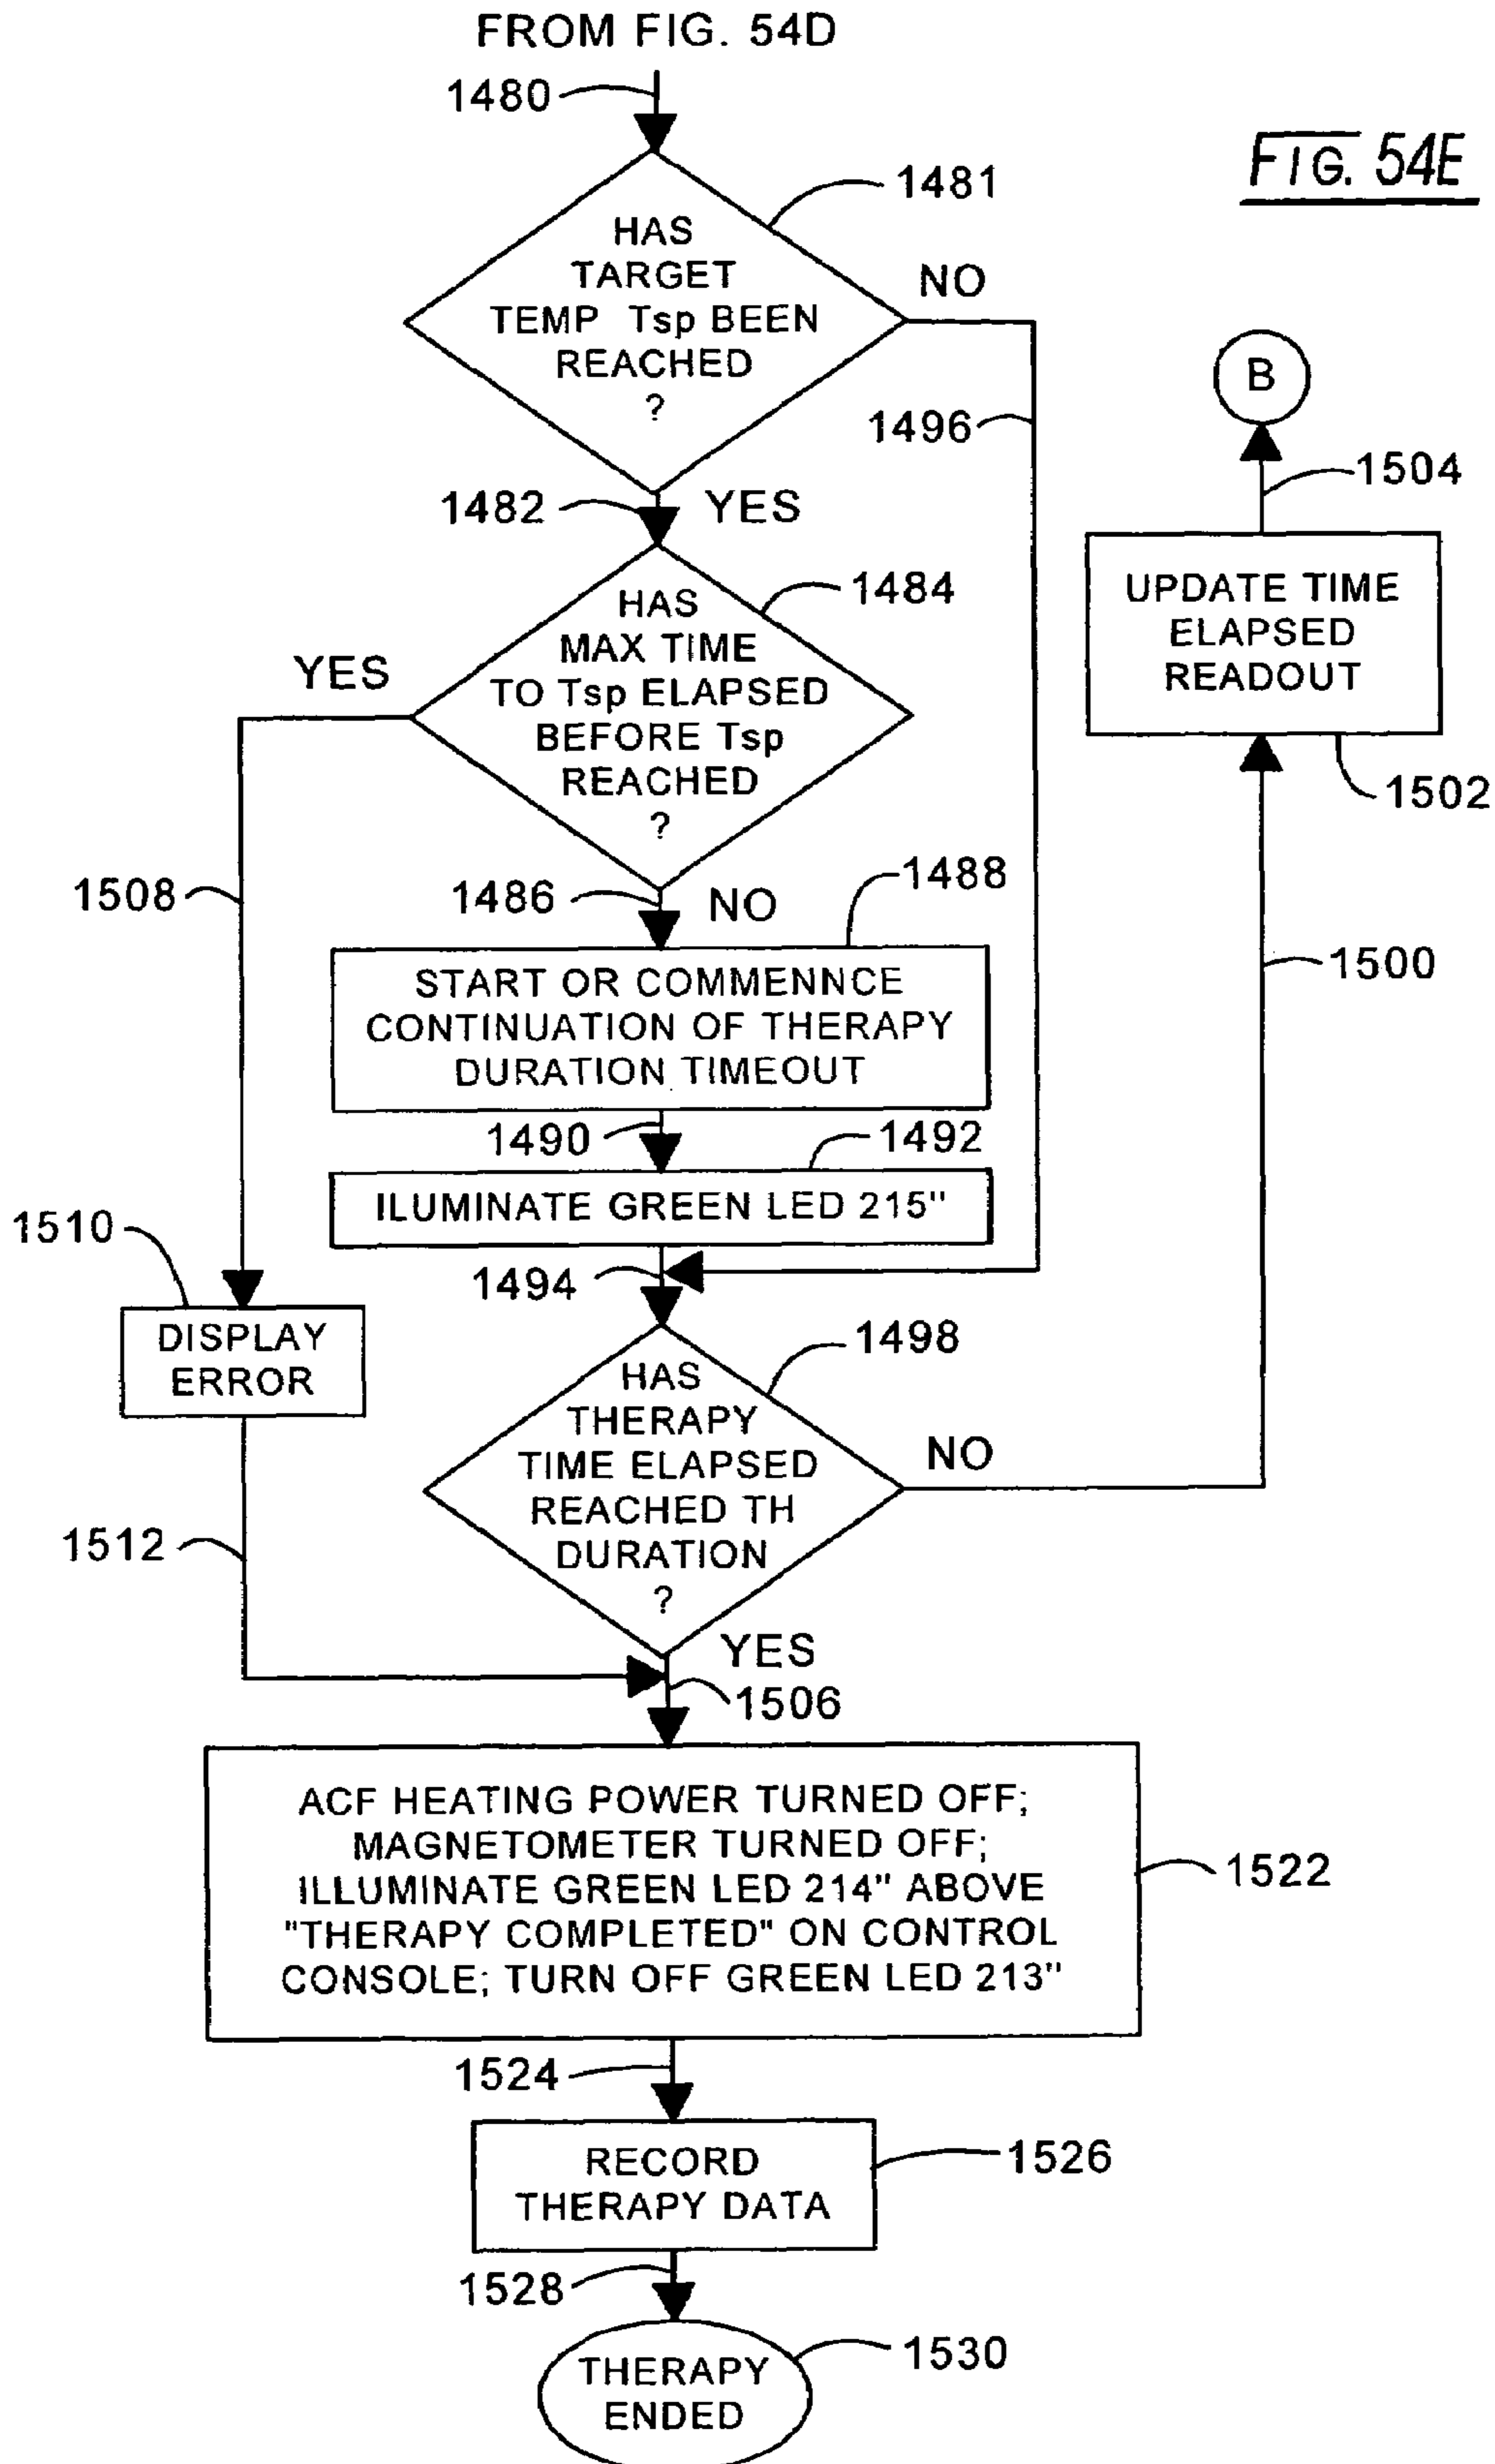 FROM FIG. 54D
1480
FIG. 54E
1481
HAS
TARGET
TEMP Tsp BEEN
REACHED
?
NO
1496
B
1504
1482
YES
UPDATE TIME
ELAPSED
READOUT
1502
1484
HAS
MAX TIME
TO Tsp ELAPSED
BEFORE Tsp
REACHED
?
YES
1508
1486
NO
1488
1500
START OR COMMENNCE
CONTINUATION OF THERAPY
DURATION TIMEOUT
1490
1492
ILUMINATE GREEN LED 215"
1510
1494
DISPLAY
ERROR
1498
HAS
THERAPY
TIME ELAPSED
REACHED TH
DURATION
?
NO
1512
YES
1506
ACF HEATING POWER TURNED OFF;
MAGNETOMETER TURNED OFF;
ILLUMINATE GREEN LED 214" ABOVE
"THERAPY COMPLETED" ON CONTROL
CONSOLE; TURN OFF GREEN LED 213"
1522
1524
RECORD
THERAPY DATA
1526
1528
THERAPY
ENDED
1530